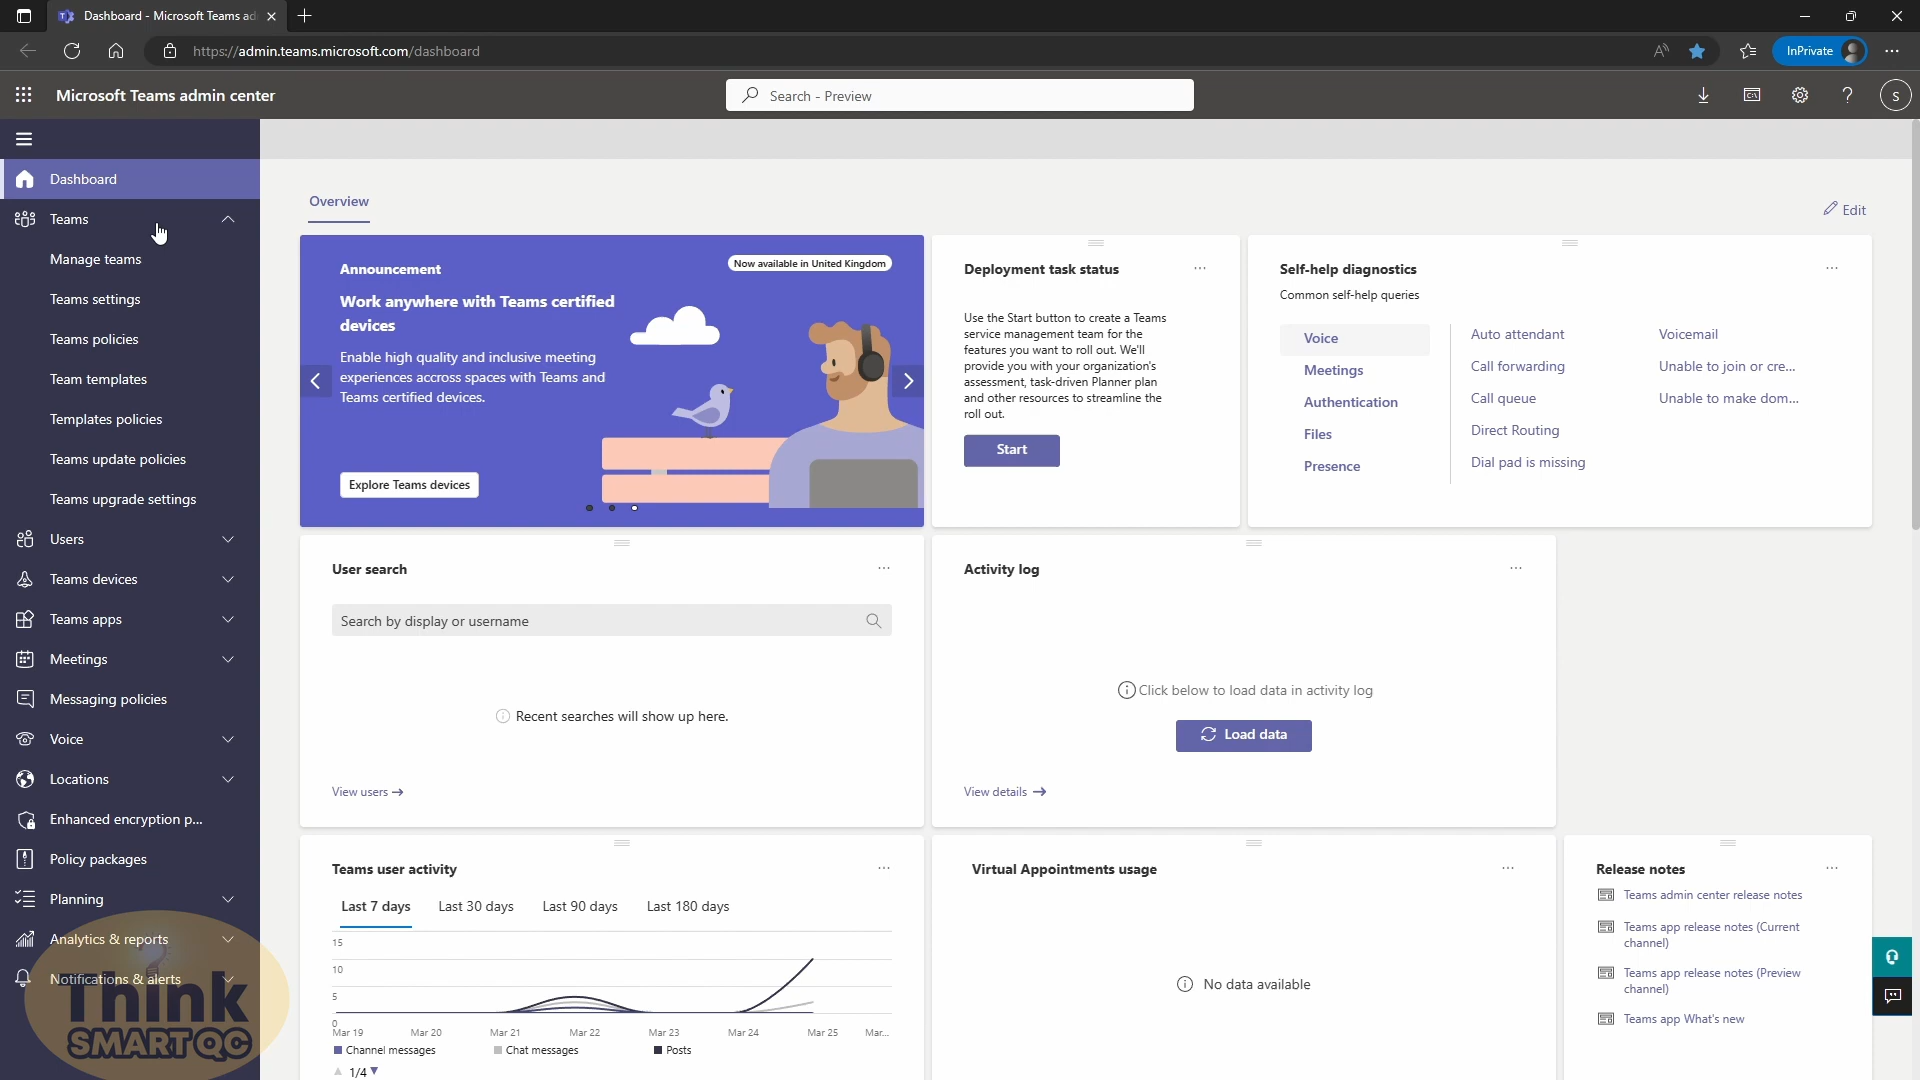 Dashboard - Microsoft Teams ad
https://admin.teams.microsoft.com/dashboard
InPrivate
Microsoft Teams admin center
Search - Preview
S
Dashboard
Teams
Manage teams
Teams settings
Teams policies
Team templates
Templates policies
Teams update policies
Teams upgrade settings
Users
Teams devices
Teams apps
Meetings
Messaging policies
Voice
Locations
Enhanced encryption p...
Policy packages
Planning
Analytics & reports
Notifications & alerts
Think
SMART QC
Overview
Edit
Announcement
Now available in United Kingdom
Work anywhere with Teams certified
devices
Enable high quality and inclusive meeting
experiences accross spaces with Teams and
Teams certified devices.
Explore Teams devices
Deployment task status
Use the Start button to create a Teams
service management team for the
features you want to roll out. We'll
provide you with your organization's
assessment, task-driven Planner plan
and other resources to streamline the
roll out.
Start
Self-help diagnostics
Common self-help queries
Voice
Meetings
Authentication
Files
Presence
Auto attendant
Call forwarding
Call queue
Direct Routing
Dial pad is missing
Voicemail
Unable to join or cre...
Unable to make dom...
User search
Search by display or username
Recent searches will show up here.
View users
Activity log
Click below to load data in activity log
Load data
View details
Teams user activity
Last 7 days Last 30 days Last 90 days Last 180 days
15
10
5
0
Mar 19 Mar 20 Mar 21 Mar 22 Mar 23 Mar 24 Mar 25 Mar...
Channel messages Chat messages Posts
1/4
Virtual Appointments usage
No data available
Release notes
Teams admin center release notes
Teams app release notes (Current
channel)
Teams app release notes (Preview
channel)
Teams app What's new